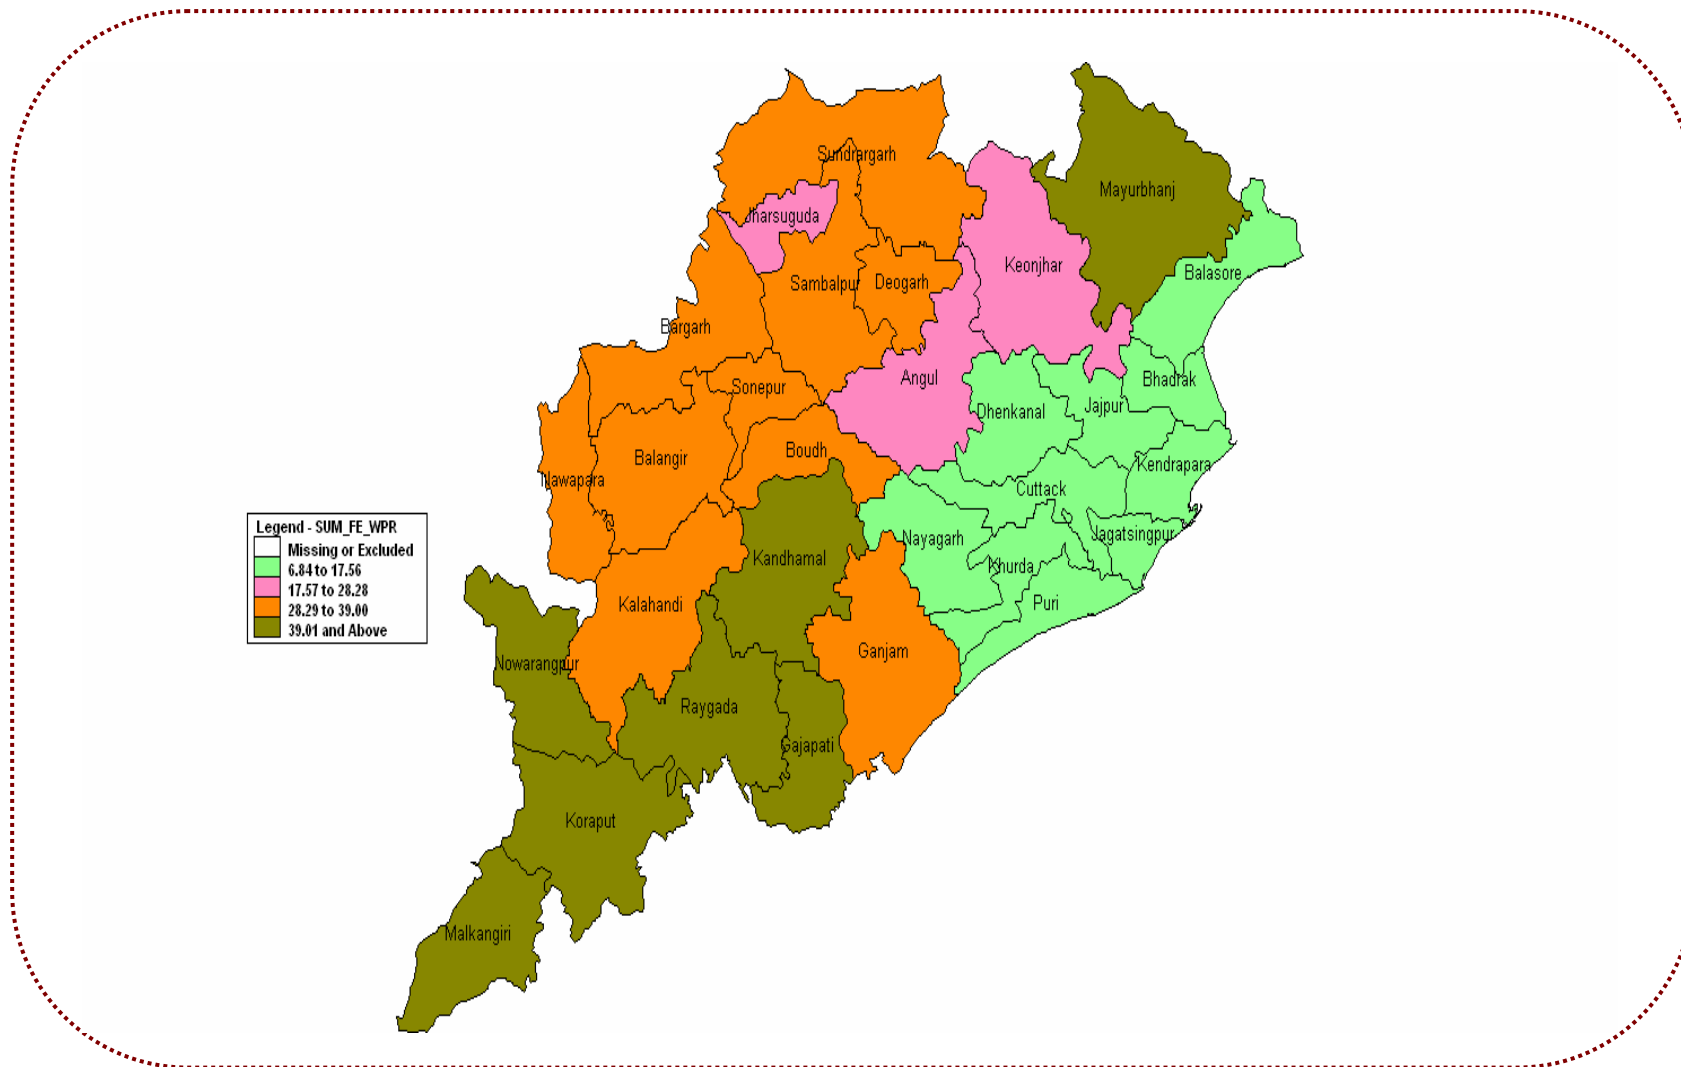 Sundrargarh
Mayurbhanj
Jharsuguda
Keonjhar
Balasore
Sambalpur
Deogarh
Bargarh
Angul
Bhadrak
Sonepur
Jajpur
Dhenkanal
Boudh
Balangir
Kendrapara
Nawapara
Cuttack
Jagatsingpur
Nayagarh
Kandhamal
Khurda
Puri
Kalahandi
Ganjam
Nowarangpur
Raygada
Gajapati
Koraput
Malkangiri
Legend - SUM_FE_WPR
Missing or Excluded
6.84 to 17.56
17.57 to 28.28
28.29 to 39.00
39.01 and Above